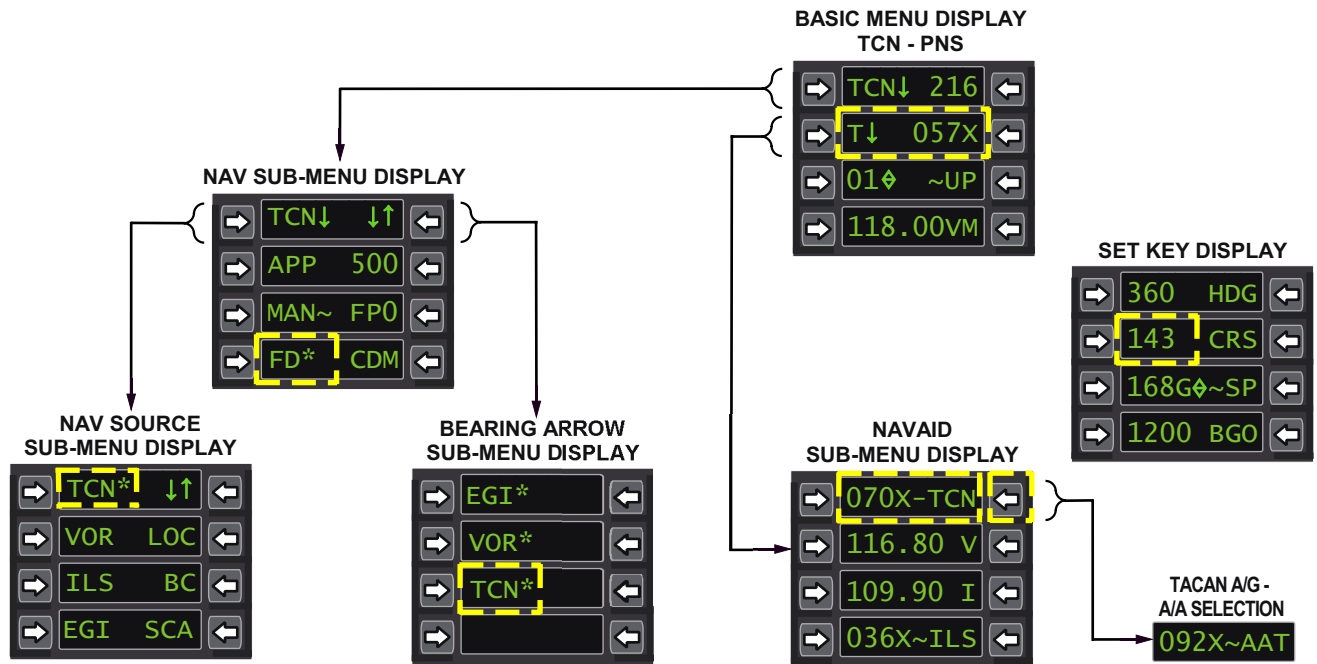 BASIC MENU DISPLAY
TCN - PNS
TCN↓ 216
T↓ 057X
01⬖ ~UP
118.00VM
NAV SUB-MENU DISPLAY
TCN↓ ↓↑
APP 500
MAN~ FP0
FD* CDM
SET KEY DISPLAY
360 HDG
143 CRS
168G⬖~SP
1200 BGO
NAV SOURCE
SUB-MENU DISPLAY
TCN* ↓↑
VOR LOC
ILS BC
EGI SCA
BEARING ARROW
SUB-MENU DISPLAY
EGI*
VOR*
TCN*
NAVAID
SUB-MENU DISPLAY
070X-TCN
116.80 V
109.90 I
036X~ILS
TACAN A/G -
A/A SELECTION
092X~AAT